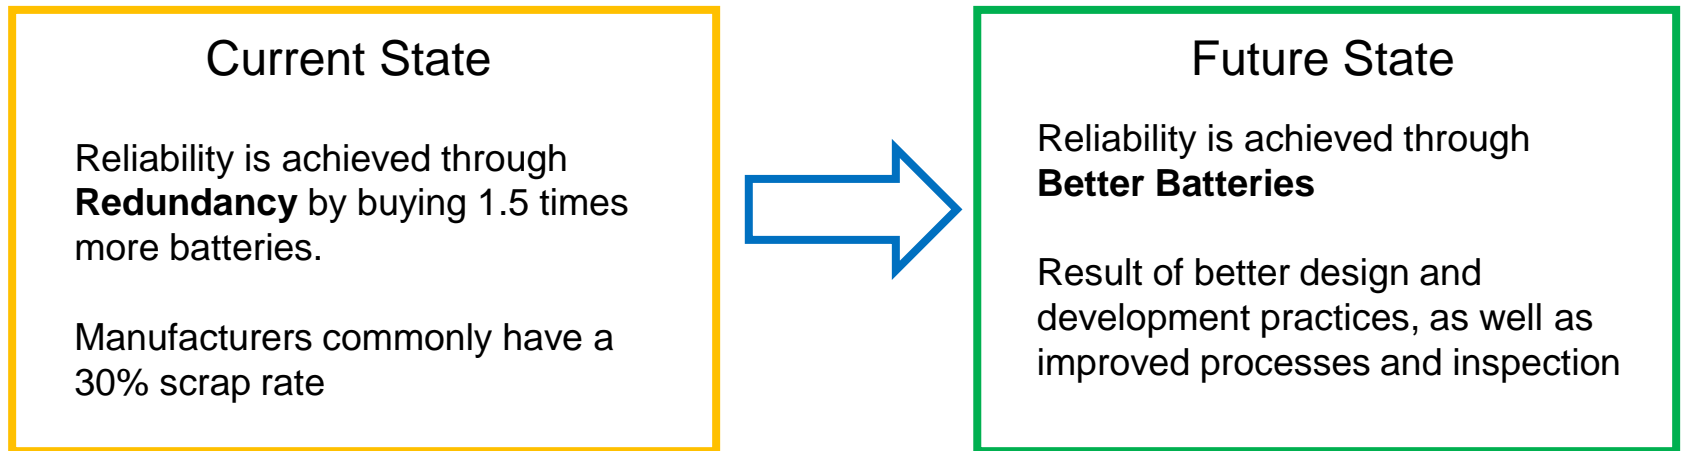 Current State
Reliability is achieved through
Redundancy by buying 1.5 times
more batteries.
Manufacturers commonly have a
30% scrap rate
Future State
Reliability is achieved through
Better Batteries
Result of better design and
development practices, as well as
improved processes and inspection